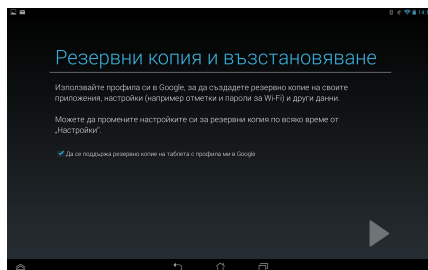 Резервни копия и възстановяване
Използвайте профила си в Google, за да създадете резервно копие на своите
приложения, настройки (например отметки и пароли за Wi-Fi) и други данни.
Можете да промените настройките си за резервни копия по всяко време от
„Настройки“.
Да се поддържа резервно копие на таблета с профила ми в Google